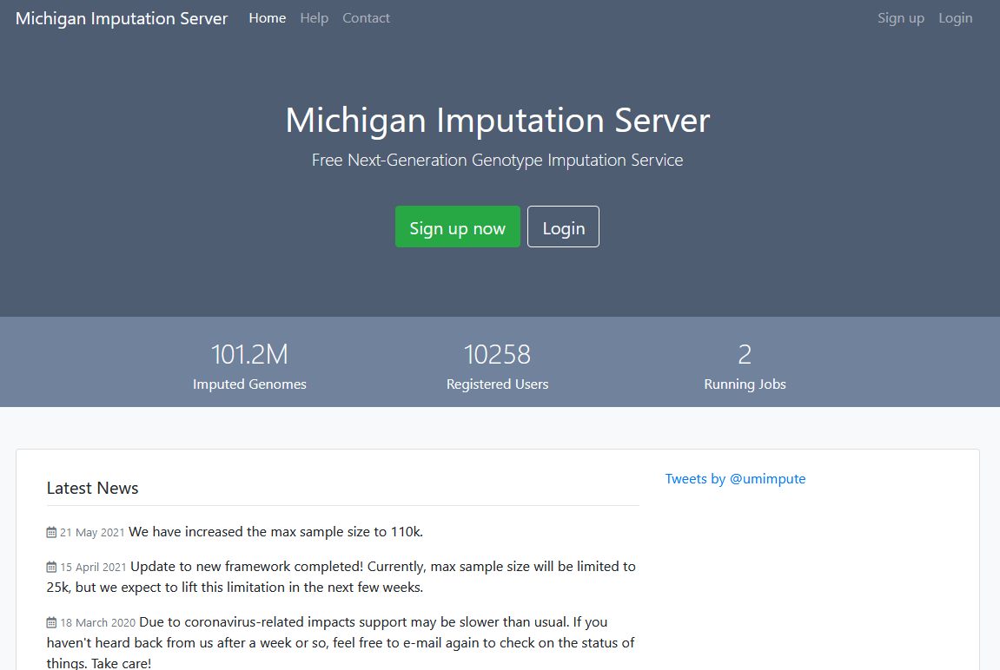 Michigan Imputation Server Home Help Contact Sign up Login
Michigan Imputation Server
Free Next-Generation Genotype Imputation Service
Sign up now Login
101.2M 10258 2
Imputed Genomes Registered Users Running Jobs
Latest News
21 May 2021 We have increased the max sample size to 110k.
15 April 2021 Update to new framework completed! Currently, max sample size will be limited to
25k, but we expect to lift this limitation in the next few weeks.
18 March 2020 Due to coronavirus-related impacts support may be slower than usual. If you
haven't heard back from us after a week or so, feel free to e-mail again to check on the status of
things. Take care!
Tweets by @umimpute